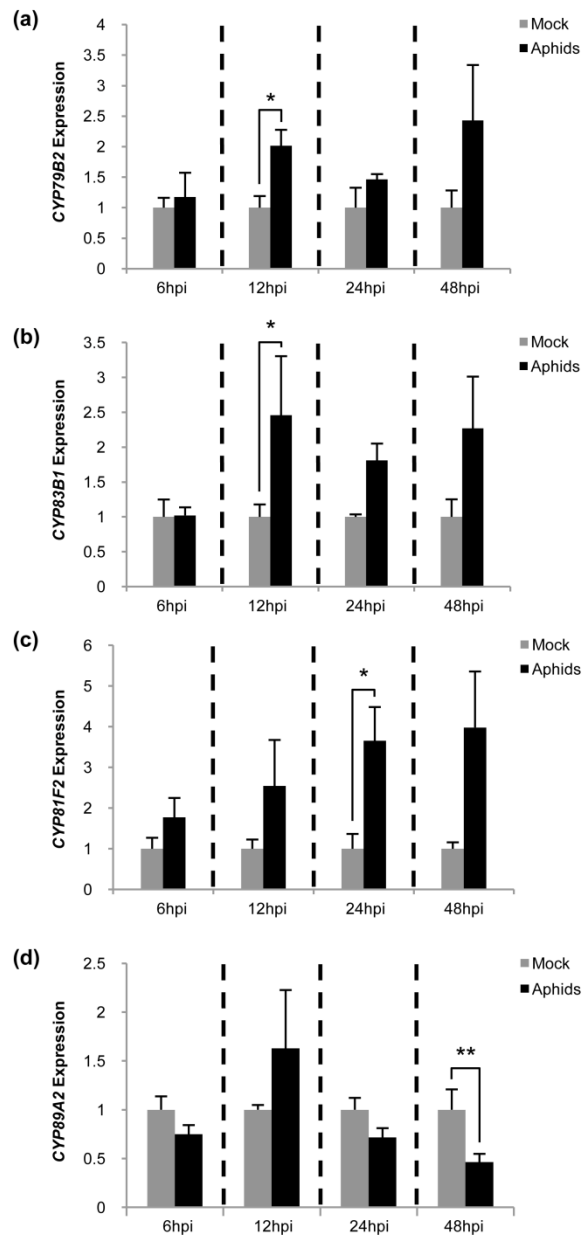 (a)
Mock
Aphids
CYP79B2 Expression
4
3.5
3
2.5
2
1.5
1
0.5
0
*
6hpi 12hpi 24hpi 48hpi
(b)
Mock
Aphids
CYP83B1 Expression
3.5
3
2.5
2
1.5
1
0.5
0
*
6hpi 12hpi 24hpi 48hpi
(c)
Mock
Aphids
CYP81F2 Expression
6
5
4
3
2
1
0
*
6hpi 12hpi 24hpi 48hpi
(d)
Mock
Aphids
CYP89A2 Expression
2.5
2
1.5
1
0.5
0
**
6hpi 12hpi 24hpi 48hpi